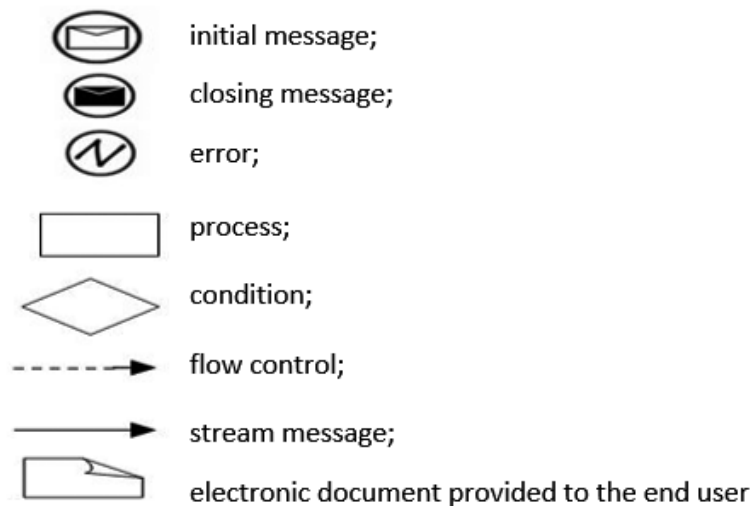 initial message;
closing message;
error;
process;
condition;
flow control;
stream message;
electronic document provided to the end user